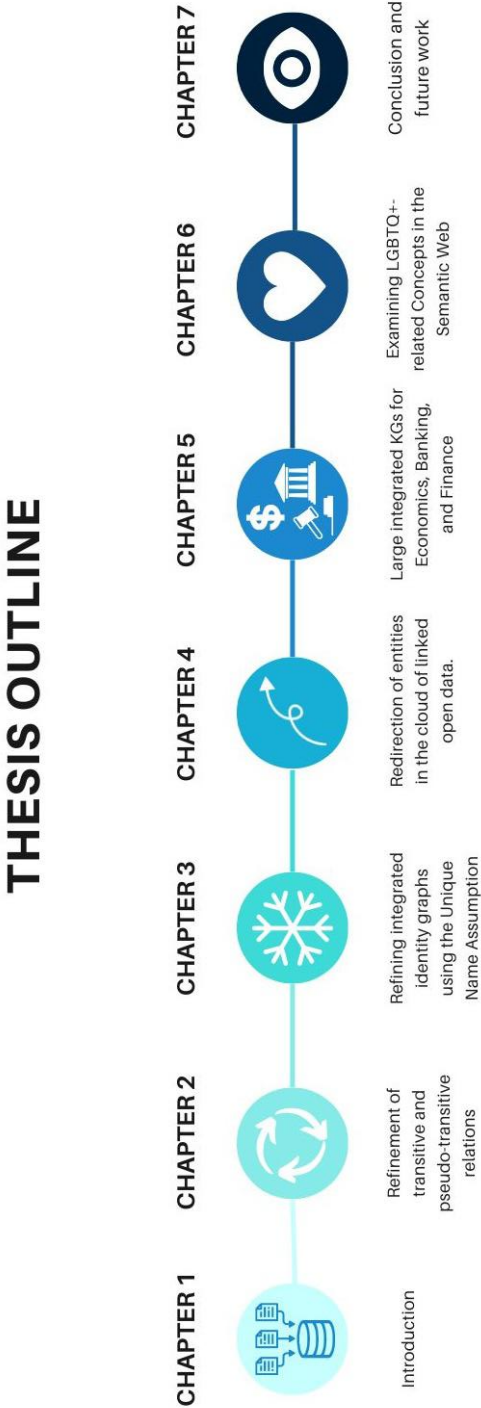 THESIS OUTLINE
CHAPTER 1
Introduction
CHAPTER 2
Refinement of
transitive and
pseudo-transitive
relations
CHAPTER 3
Refining integrated
identity graphs
using the Unique
Name Assumption
CHAPTER 4
Redirection of entities
in the cloud of linked
open data.
CHAPTER 5
$
Large integrated KGs for
Economics, Banking,
and Finance
CHAPTER 6
Examining LGBTQ+-
related Concepts in the
Semantic Web
CHAPTER 7
Conclusion and
future work